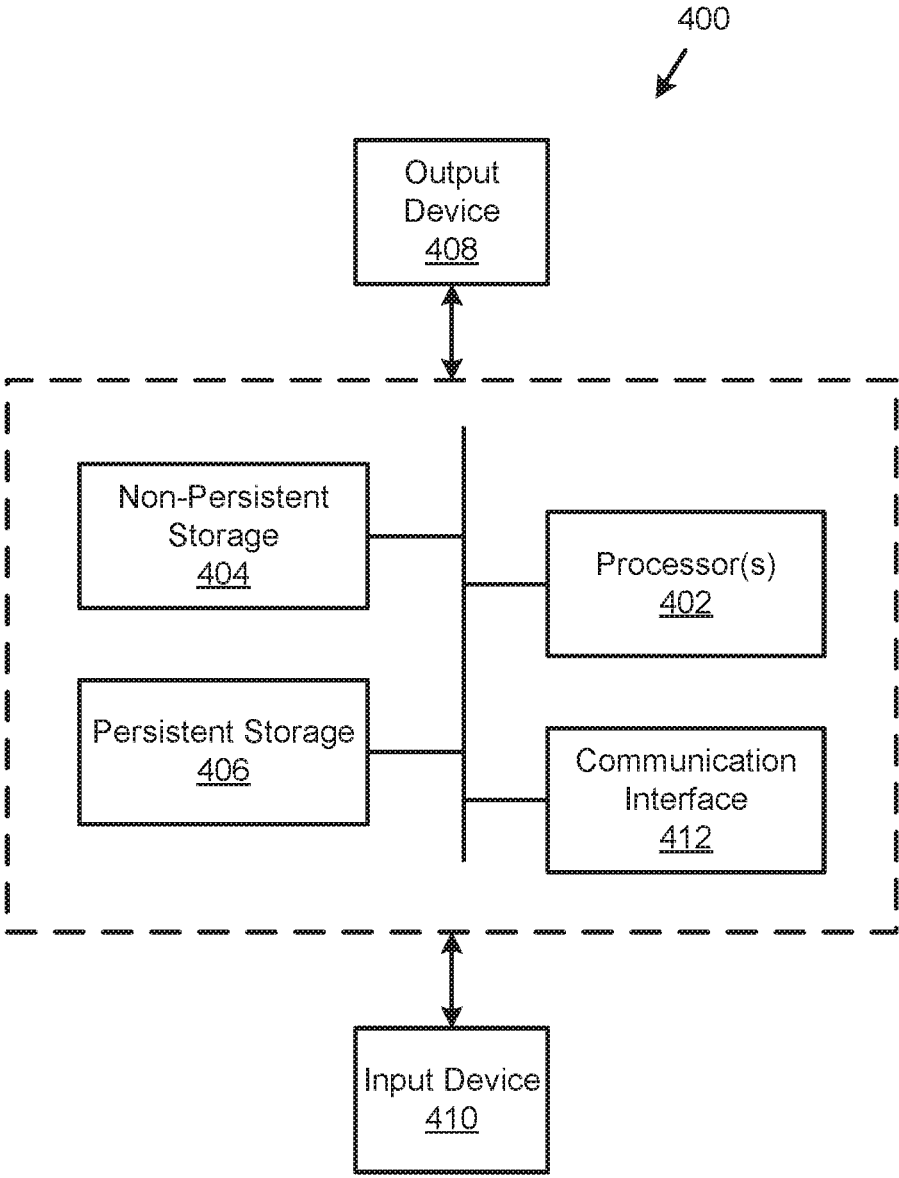 400
Output
Device
408
Non-Persistent
Storage
404
Processor(s)
402
Persistent Storage
406
Communication
Interface
412
Input Device
410